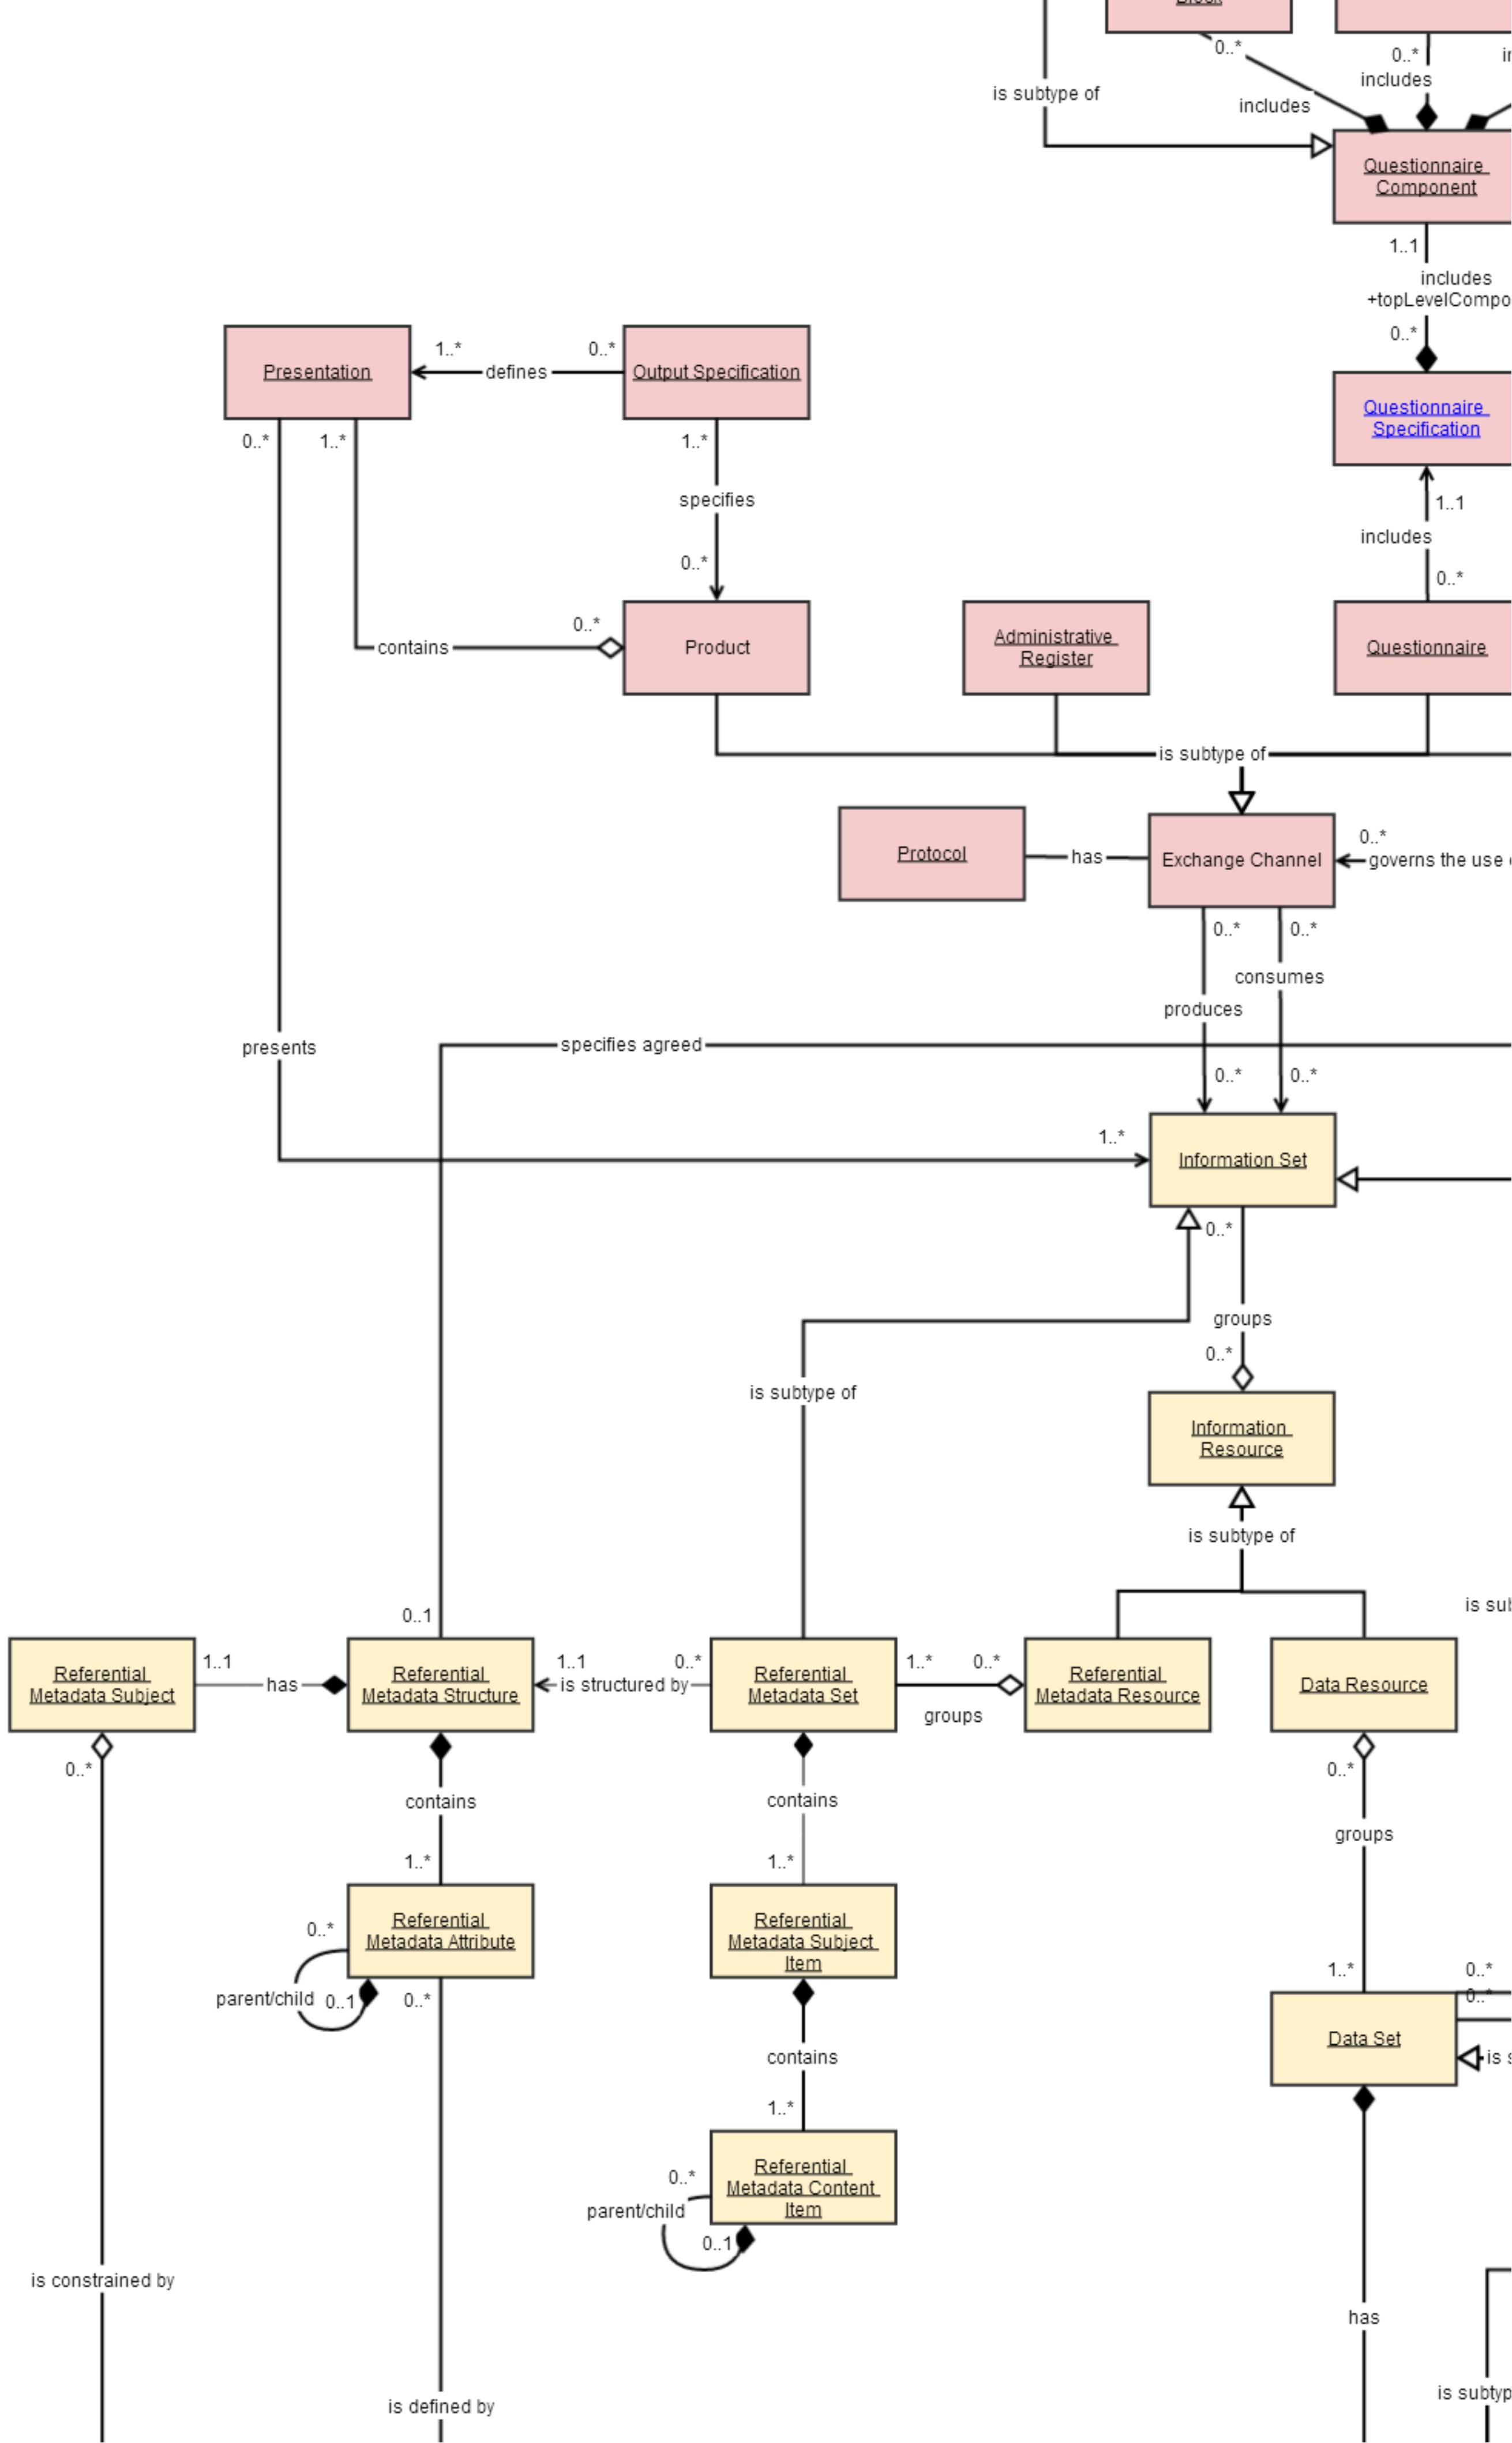 Block
0..*
0..*
includes
includes
is subtype of
Questionnaire
Component
1..1
includes
0..*
Presentation
1..*
defines
0..*
Output Specification
Questionnaire
Specification
0..*
1..*
1..*
specifies
0..*
1..1
includes
0..*
contains
0..*
Product
Administrative
Register
Questionnaire
is subtype of
Protocol
has
Exchange Channel
0..*
governs the use
0..*
0..*
consumes
produces
presents
specifies agreed
0..*
0..*
1..*
Information Set
0..*
groups
0..*
is subtype of
Information
Resource
is subtype of
0..1
Referential
Metadata Subject
1..1
has
Referential
Metadata Structure
1..1
is structured by
0..*
Referential
Metadata Set
1..*
0..*
groups
Referential
Metadata Resource
Data Resource
0..*
contains
1..*
contains
1..*
0..*
groups
1..*
Referential
Metadata Attribute
0..*
parent/child
0..1
0..*
Referential
Metadata Subject
Item
contains
1..*
0..*
0..*
Data Set
is
Referential
Metadata Content
Item
0..*
parent/child
0..1
is constrained by
has
is defined by